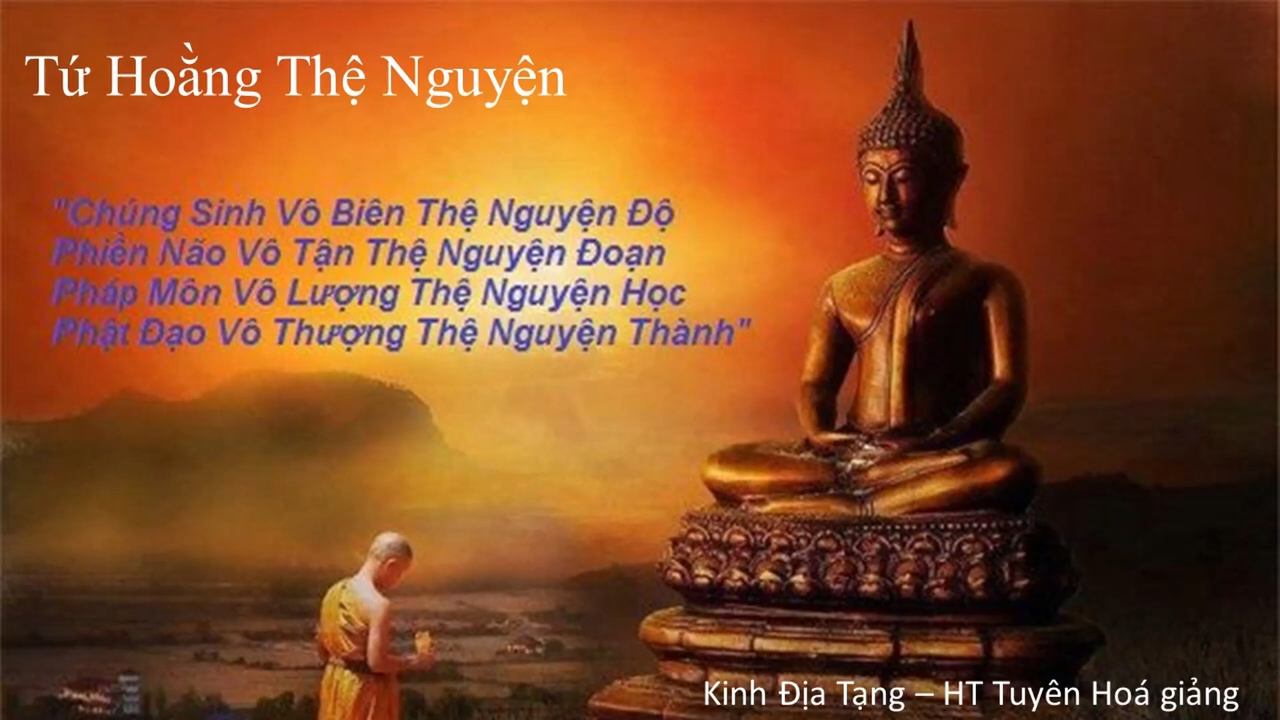 Tứ Hoằng Thệ Nguyện
"Chúng Sinh Vô Biên Thệ Nguyện Độ
Phiền Não Vô Tận Thệ Nguyện Đoạn
Pháp Môn Vô Lượng Thệ Nguyện Học
Phật Đạo Vô Thượng Thệ Nguyện Thành"
Kinh Địa Tạng – HT Tuyên Hoá giảng